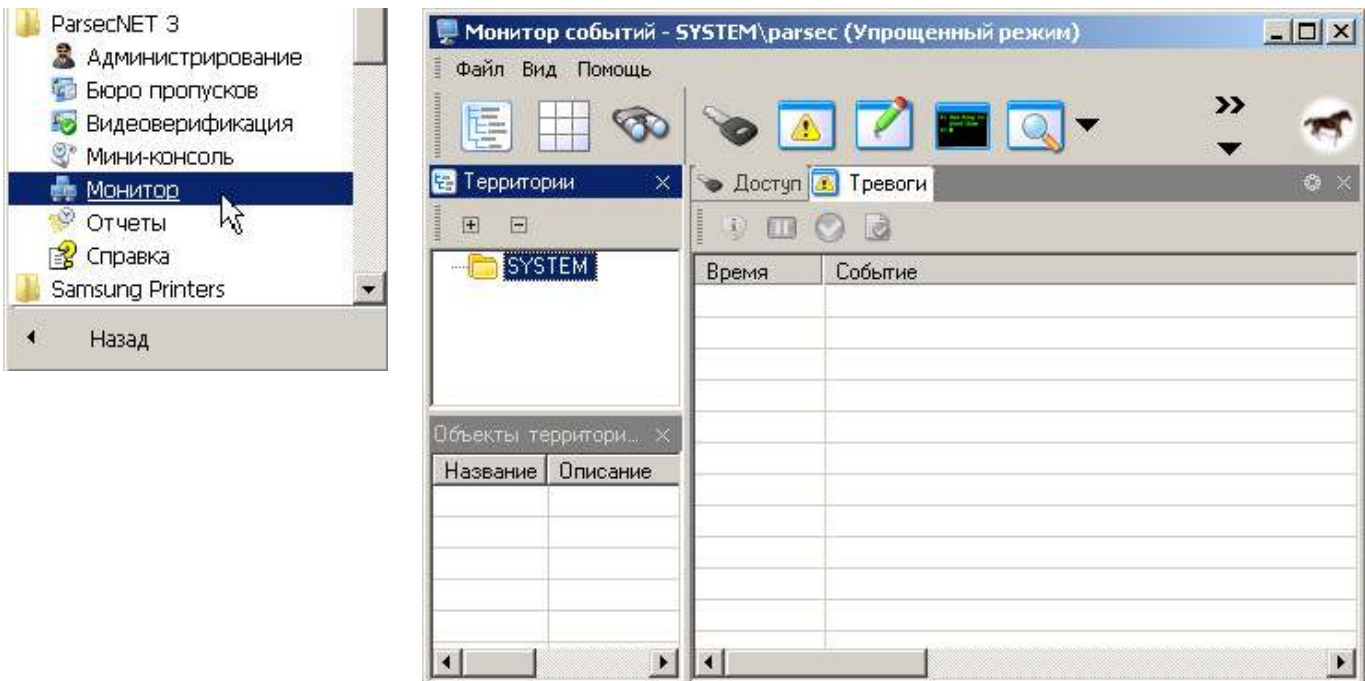 ParsecNET 3
Администрирование
Бюро пропусков
Видеоверификация
Мини-консоль
Монитор
Отчеты
Справка
Samsung Printers
Назад
Монитор событий - SYSTEM\parsec (Упрощенный режим)
Файл Вид Помощь
Территории
Доступ Тревоги
SYSTEM
Время Событие
Объекты территори...
Название Описание